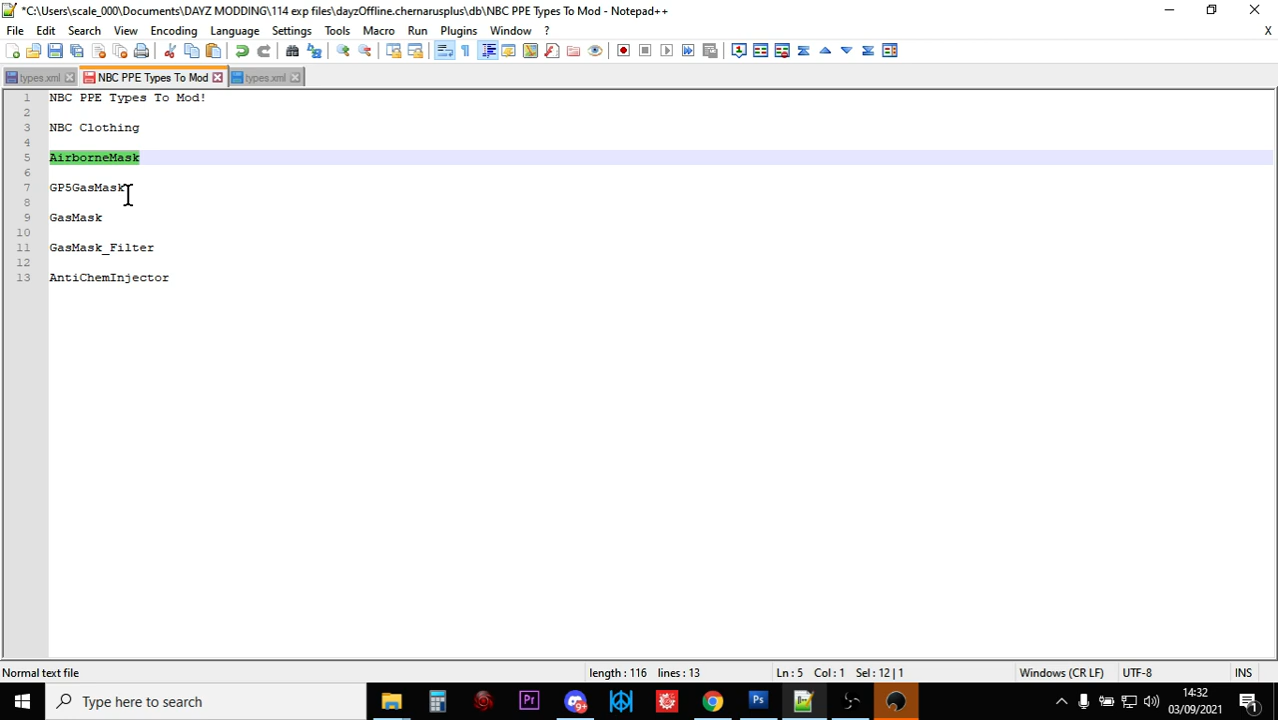 *C:\Users\scale_000\Documents\DAYZ MODDING\114 exp files\dayzOffline.chernarusplus\db\NBC PPE Types To Mod - Notepad++
File Edit Search View Encoding Language Settings Tools Macro Run Plugins Window ? X
types.xml NBC PPE Types To Mod types.xml
1 NBC PPE Types To Mod!
2
3 NBC Clothing
4
5 AirborneMask
6
7 GP5GasMask
8
9 GasMask
10
11 GasMask_Filter
12
13 AntiChemInjector
Normal text file length : 116 lines : 13 Ln : 5 Col : 1 Sel : 12 | 1 Windows (CR LF) UTF-8 INS
Type here to search Pr 9+ Ps 14:32
03/09/2021 1